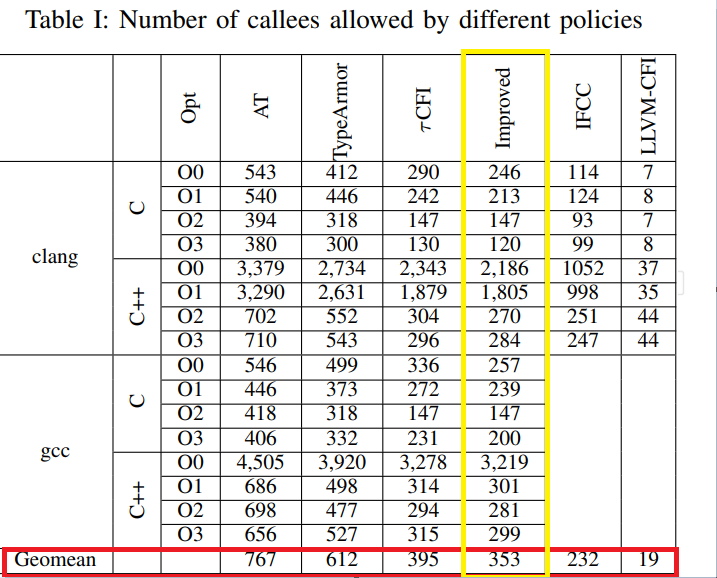 Table I: Number of callees allowed by different policies
Opt AT TypeArmor τCFI Improved IFCC LLVM-CFI
clang C O0 543 412 290 246 114 7
O1 540 446 242 213 124 8
O2 394 318 147 147 93 7
O3 380 300 130 120 99 8
C++ O0 3,379 2,734 2,343 2,186 1052 37
O1 3,290 2,631 1,879 1,805 998 35
O2 702 552 304 270 251 44
O3 710 543 296 284 247 44
gcc C O0 546 499 336 257
O1 446 373 272 239
O2 418 318 147 147
O3 406 332 231 200
C++ O0 4,505 3,920 3,278 3,219
O1 686 498 314 301
O2 698 477 294 281
O3 656 527 315 299
Geomean 767 612 395 353 232 19